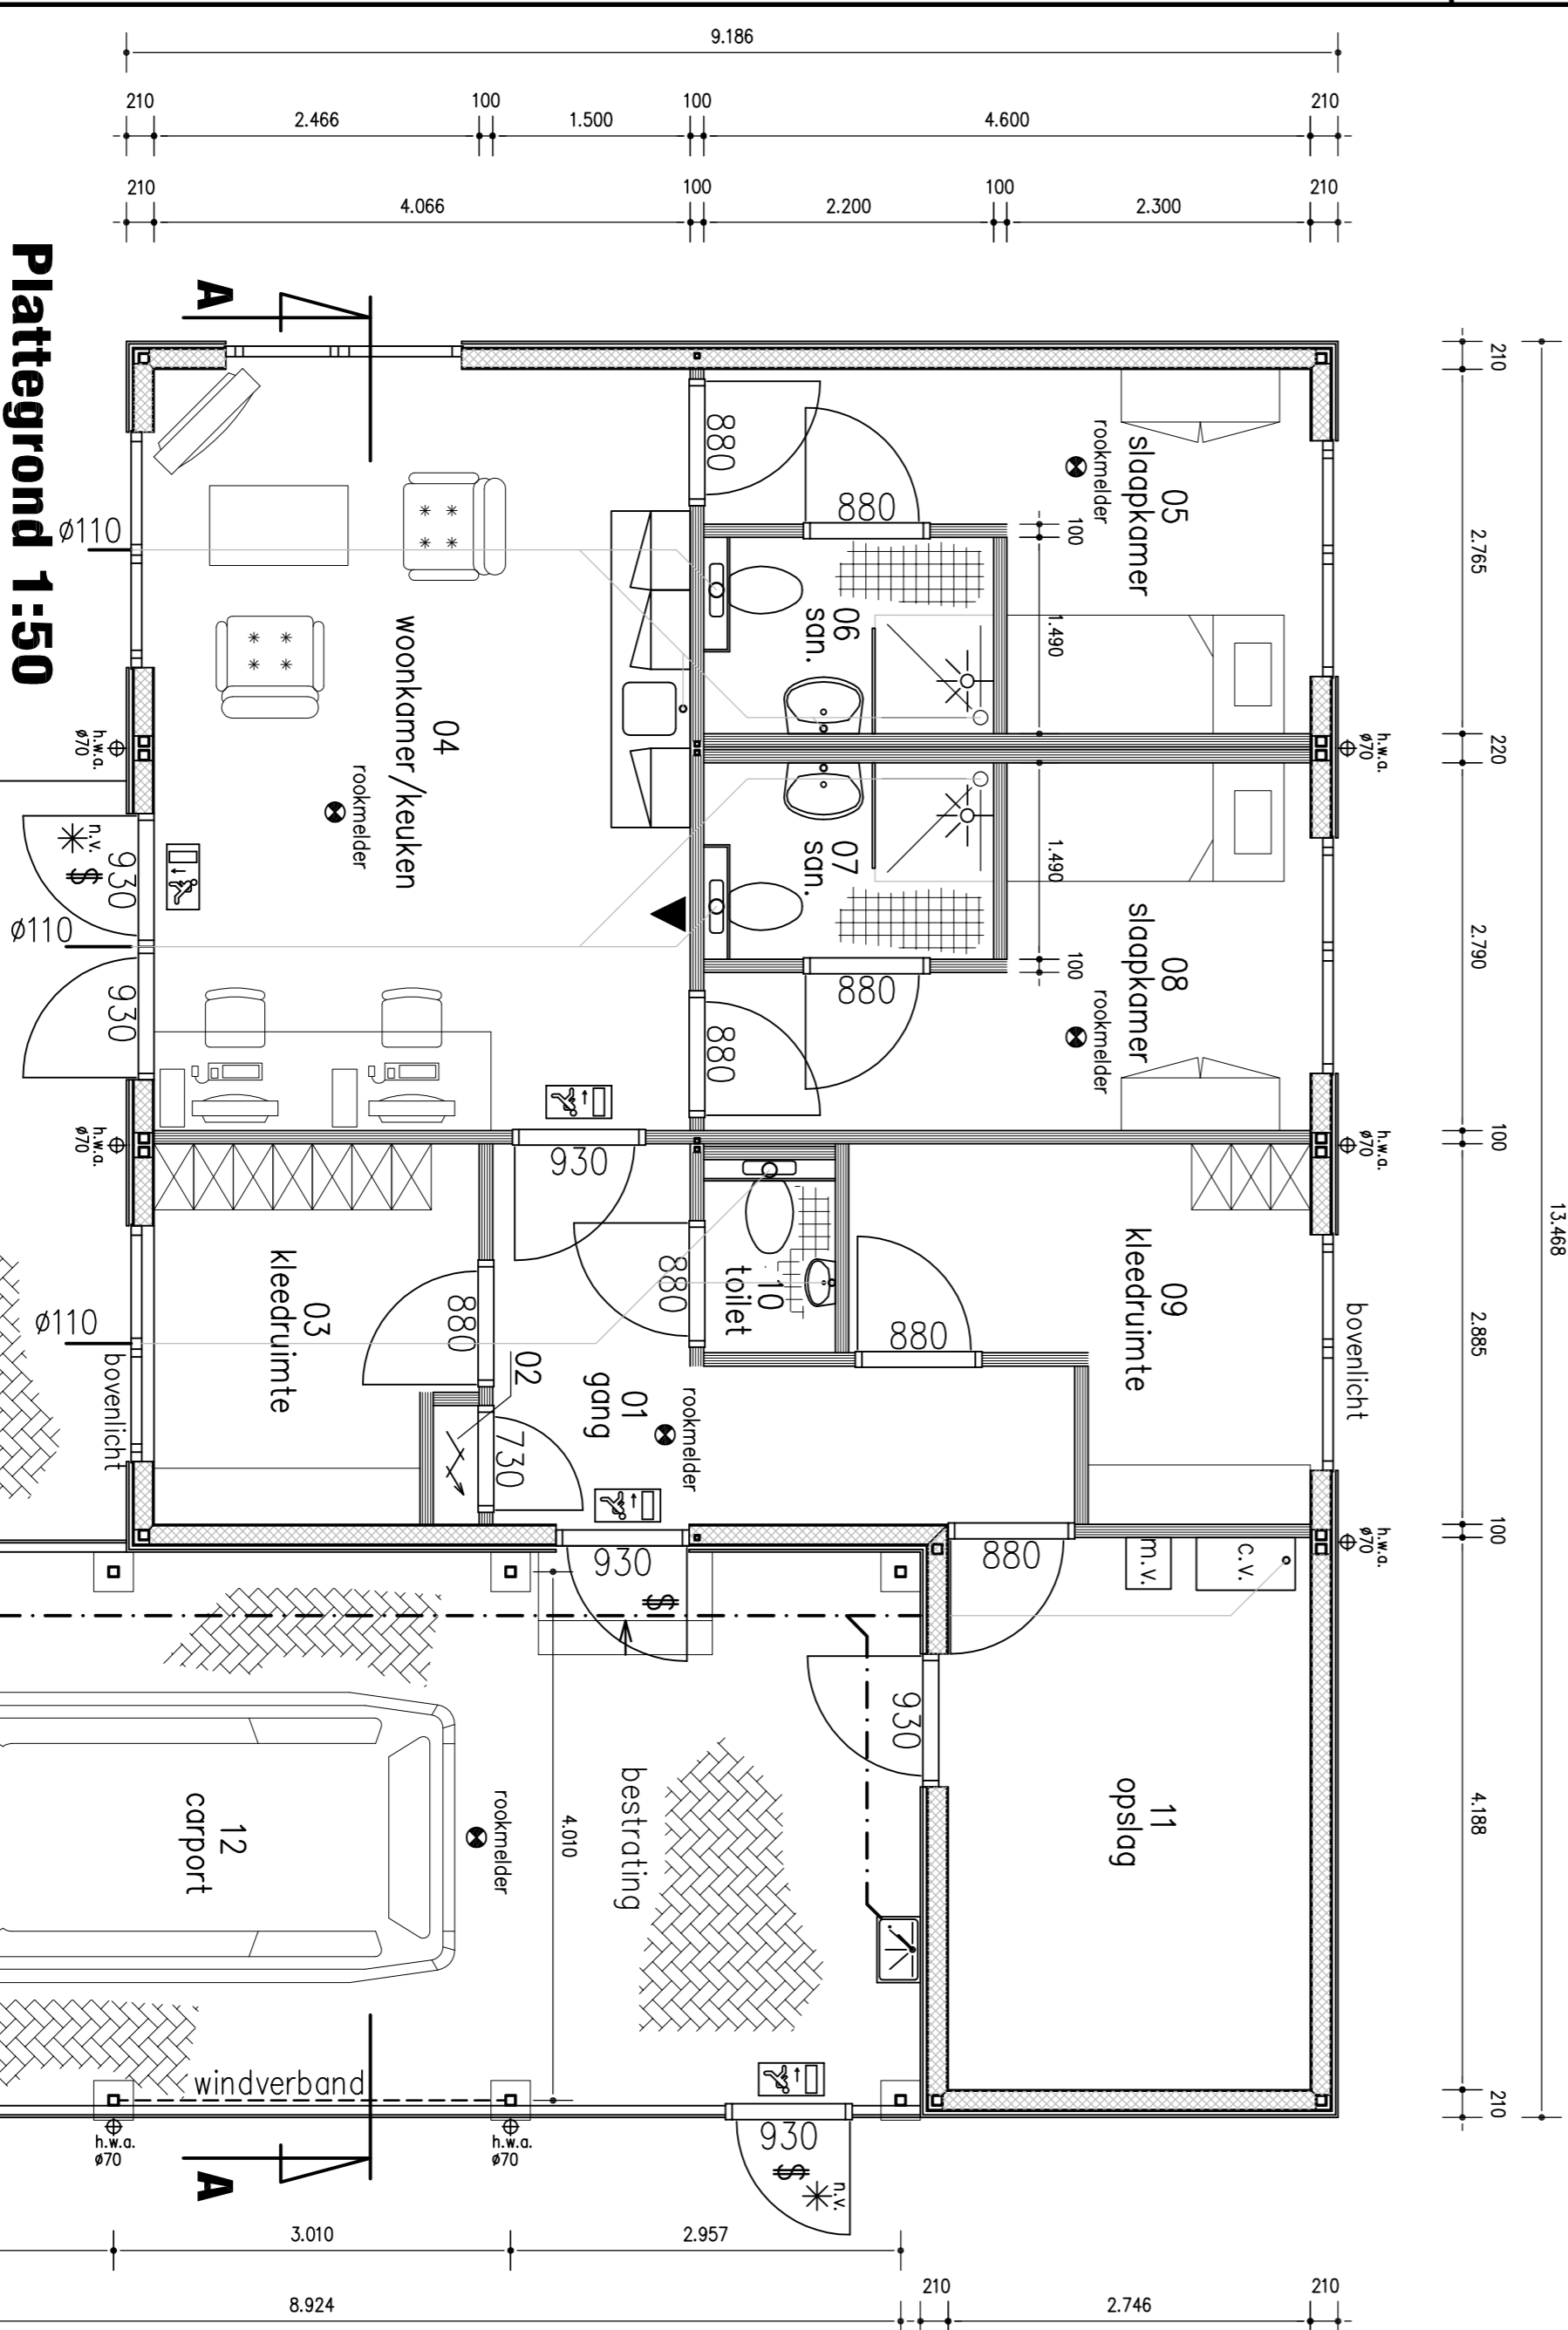 9.186
210
2.466
100
1.500
100
4.600
210
210
4.066
100
2.200
100
2.300
210
210
2.765
220
2.790
100
2.885
100
4.188
210
13.468
Plattegrond 1:50
A
A
880
880
05
slaapkamer
rookmelder
100
1.490
06
san.
07
san.
1.490
100
08
slaapkamer
rookmelder
880
880
04
woonkamer/keuken
rookmelder
ø110
h.w.a.
ø70
h.w.a.
ø70
n.v.
930
$
ø110
930
h.w.a.
ø70
h.w.a.
ø70
930
880
10
toilet
880
09
kleedruimte
bovenlicht
03
kleedruimte
880
02
730
01
gang
rookmelder
ø110
bovenlicht
h.w.a.
ø70
930
$
880
m.v.
c.v.
930
11
opslag
bestrating
4.010
rookmelder
12
carport
windverband
h.w.a.
ø70
h.w.a.
ø70
930
$
n.v.
3.010
2.957
8.924
210
2.746
210